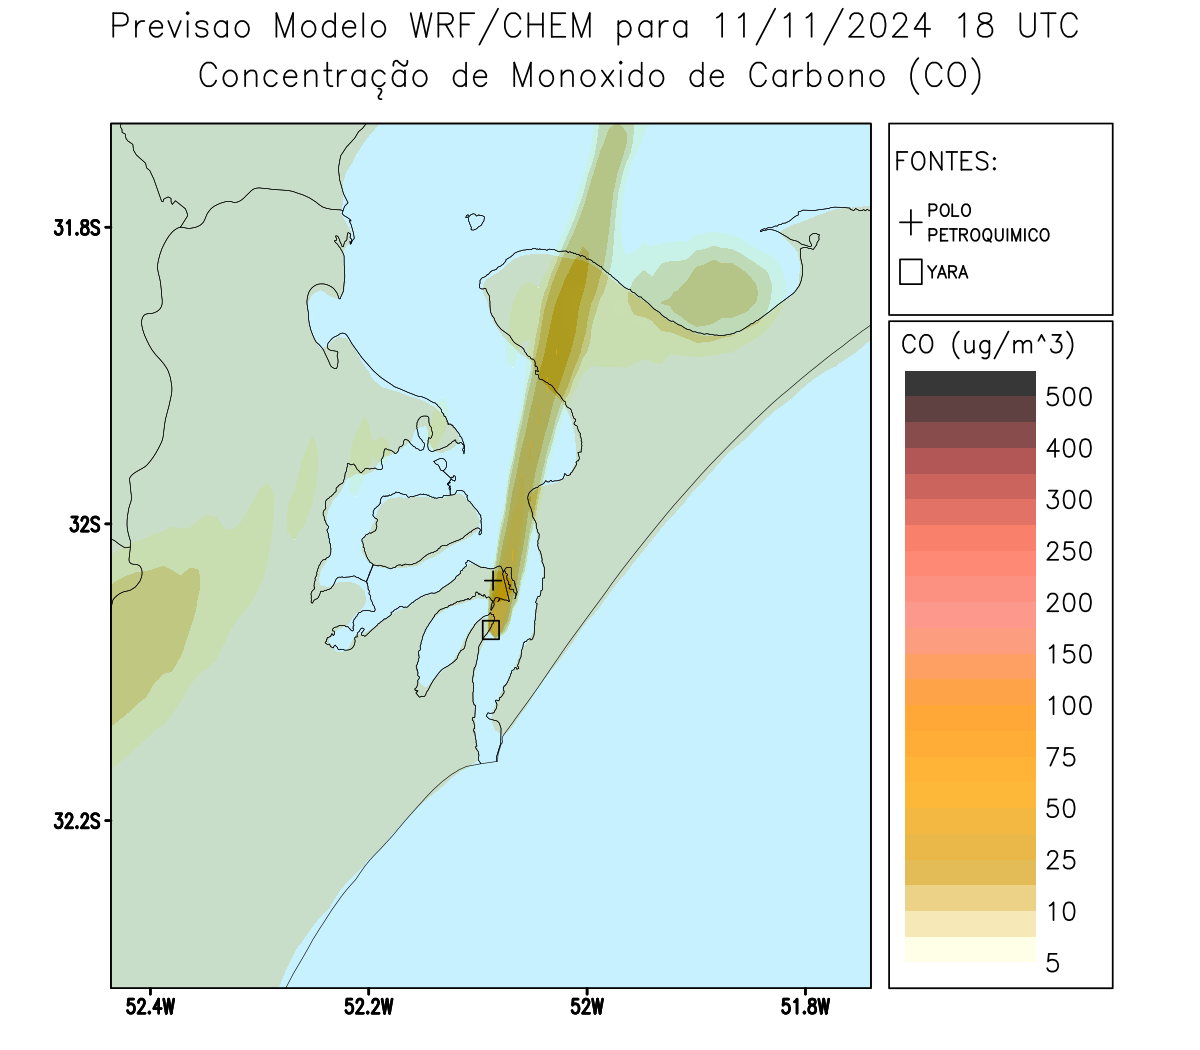 Previsao Modelo WRF/CHEM para 11/11/2024 18 UTC
Concentração de Monoxido de Carbono (CO)
FONTES:
POLO
PETROQUIMICO
YARA
31.8S
32S
32.2S
52.4W
52.2W
52W
51.8W
CO (ug/m^3)
500
400
300
250
200
150
100
75
50
25
10
5